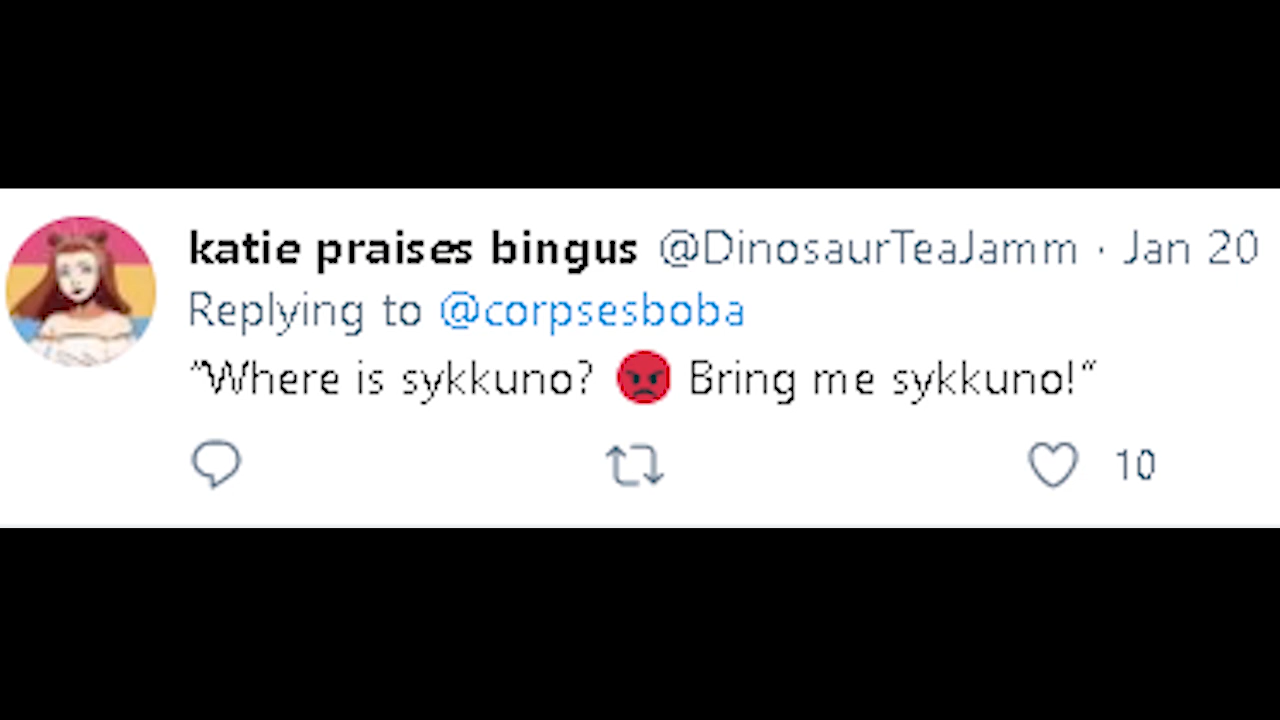 katie praises bingus @DinosaurTeaJamm · Jan 20
Replying to @corpsesboba
“Where is sykkuno? 😡 Bring me sykkuno!“
10